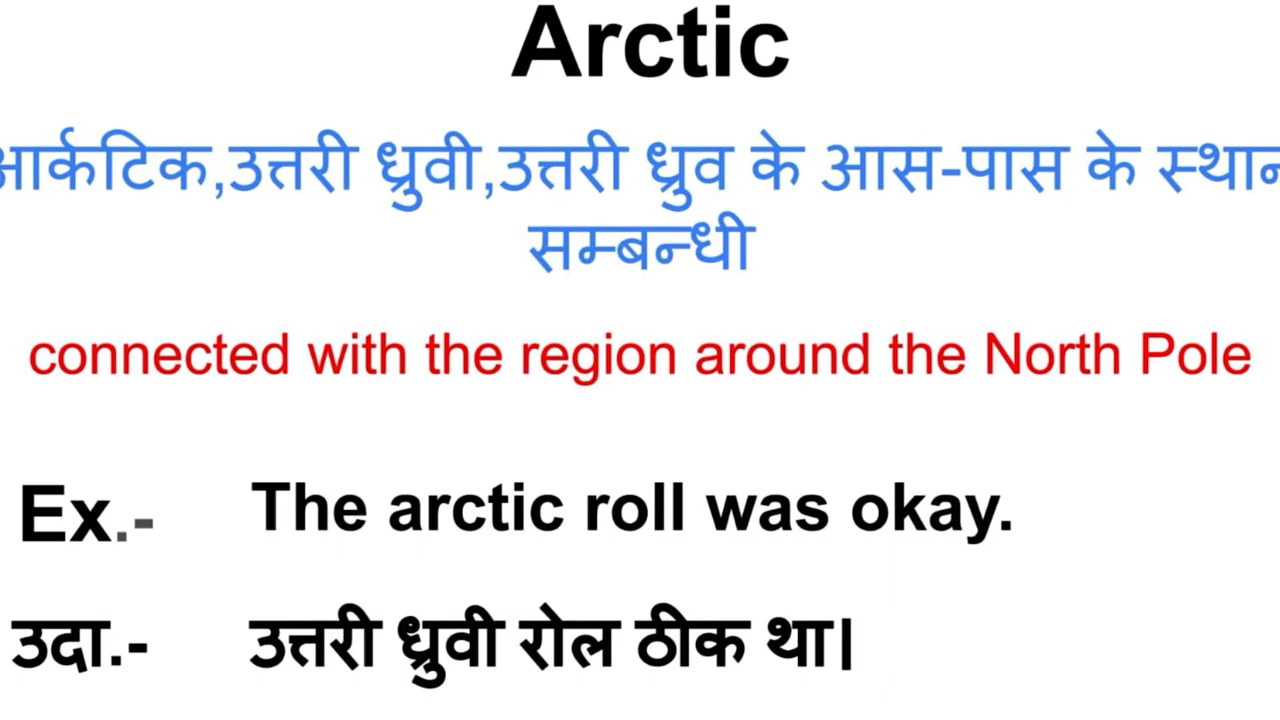 Arctic
आर्कटिक,उत्तरी ध्रुवी,उत्तरी ध्रुव के आस-पास के स्थान
सम्बन्धी
connected with the region around the North Pole
Ex.- The arctic roll was okay.
उदा.- उत्तरी ध्रुवी रोल ठीक था।